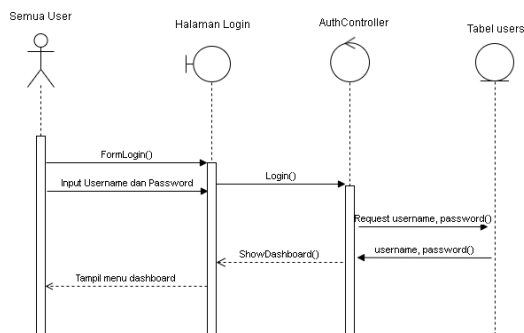 Semua User
Halaman Login
AuthController
Tabel users
FormLogin()
Input Username dan Password
Login()
Request username, password()
username, password()
ShowDashboard()
Tampil menu dashboard